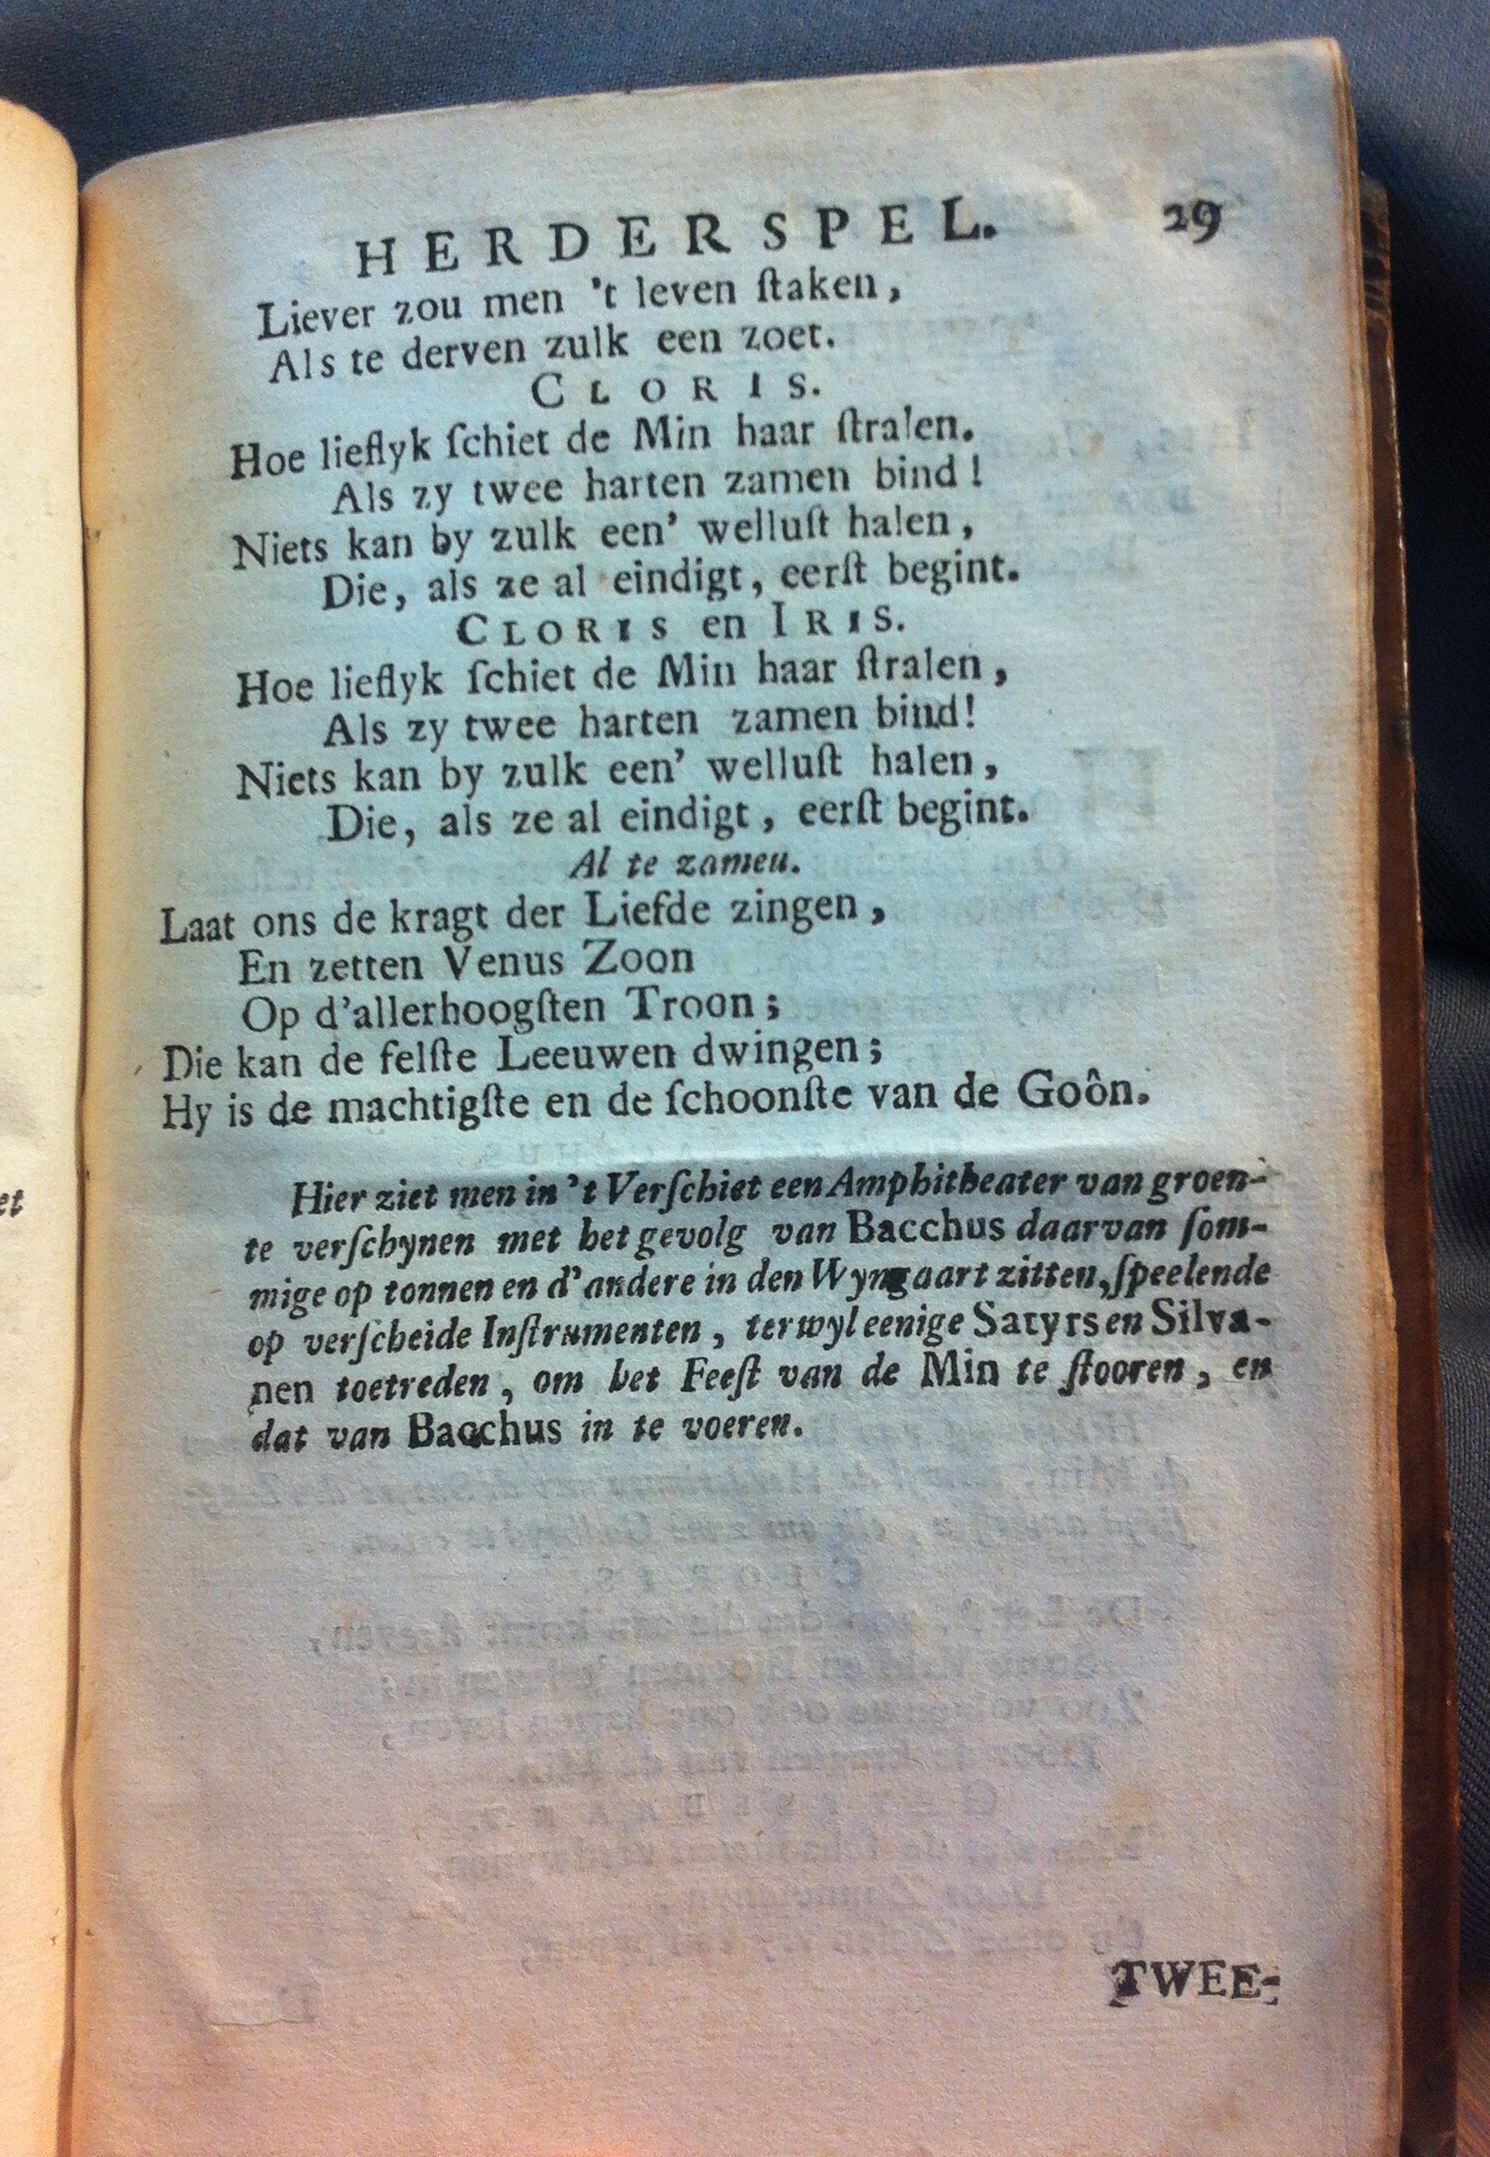 HERDERSPEL. 29
Liever zou men 't leven ſtaken,
Als te derven zulk een zoet.
CLORIS.
Hoe lieflyk ſchiet de Min haar ſtralen.
Als zy twee harten zamen bind!
Niets kan by zulk een' welluſt halen,
Die, als ze al eindigt, eerſt begint.
CLORIS en IRIS.
Hoe lieflyk ſchiet de Min haar ſtralen,
Als zy twee harten zamen bind!
Niets kan by zulk een' welluſt halen,
Die, als ze al eindigt, eerſt begint.
Al te zameu.
Laat ons de kragt der Liefde zingen,
En zetten Venus Zoon
Op d'allerhoogſten Troon;
Die kan de felſte Leeuwen dwingen;
Hy is de machtigſte en de ſchoonſte van de Goôn.
Hier ziet men in 't Verſchiet een Amphitheater van groen-
te verſchynen met het gevolg van Bacchus daarvan ſom-
mige op tonnen en d'andere in den Wyngaart zitten, ſpeelende
op verſcheide Inſtrumenten, terwyl eenige Satyrs en Silva-
nen toetreden, om het Feeſt van de Min te ſtooren, en
dat van Bacchus in te voeren.
TWEE-